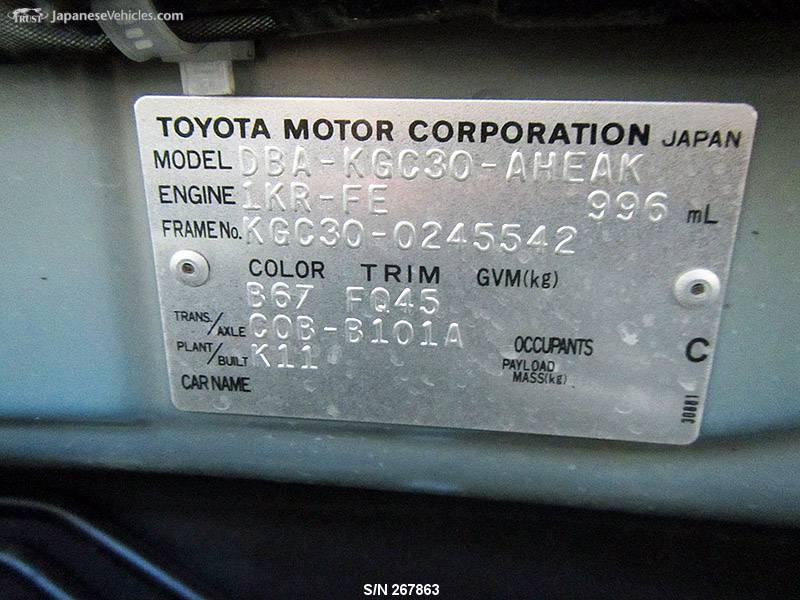 TRUST JapaneseVehicles.com
TOYOTA MOTOR CORPORATION JAPAN
MODEL DBA-KGC30-AHEAK
ENGINE 1KR-FE 996 mL
FRAME No. KGC30-0245542
COLOR TRIM GVM(kg)
B67 FQ45
TRANS./AXLE C0B-B101A
PLANT/BUILT K11 OCCUPANTS C
PAYLOAD
MASS(kg)
CAR NAME
30881
S/N 267863